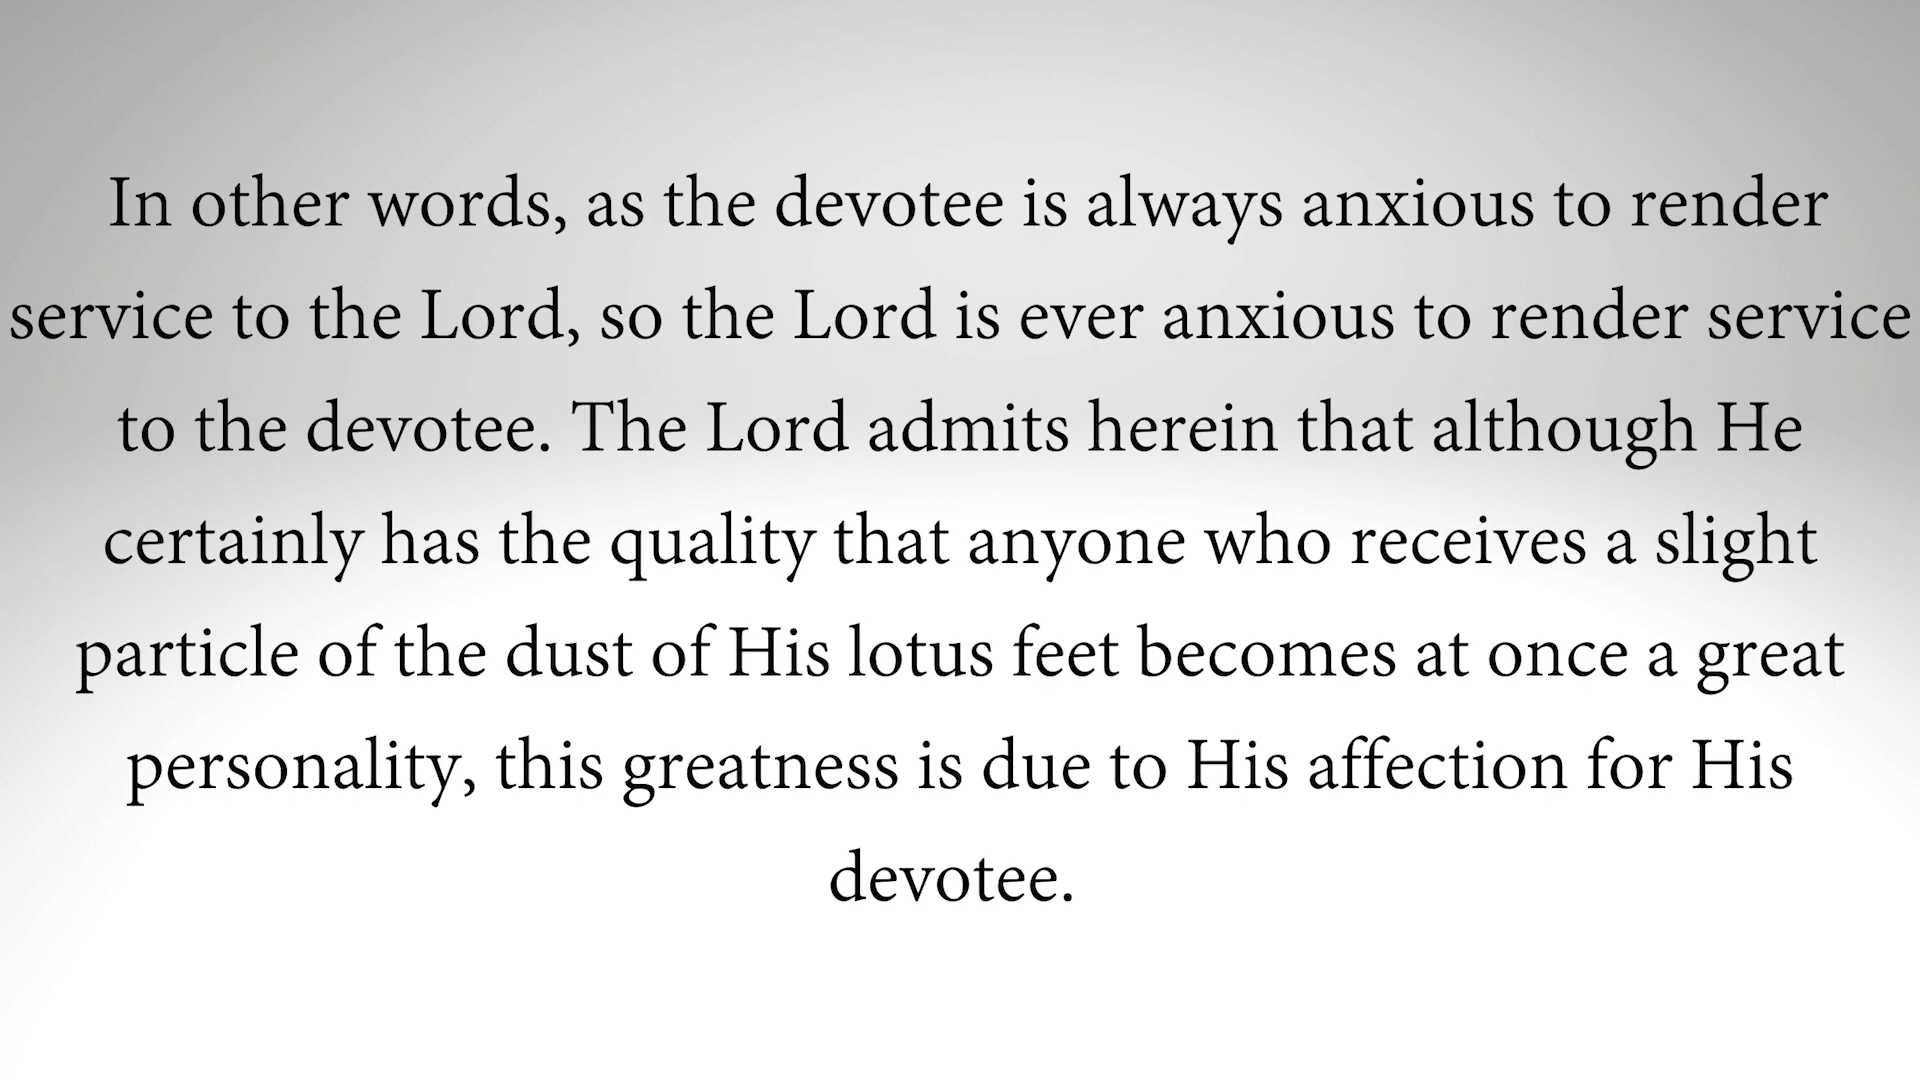 In other words, as the devotee is always anxious to render
service to the Lord, so the Lord is ever anxious to render service
to the devotee. The Lord admits herein that although He
certainly has the quality that anyone who receives a slight
particle of the dust of His lotus feet becomes at once a great
personality, this greatness is due to His affection for His
devotee.